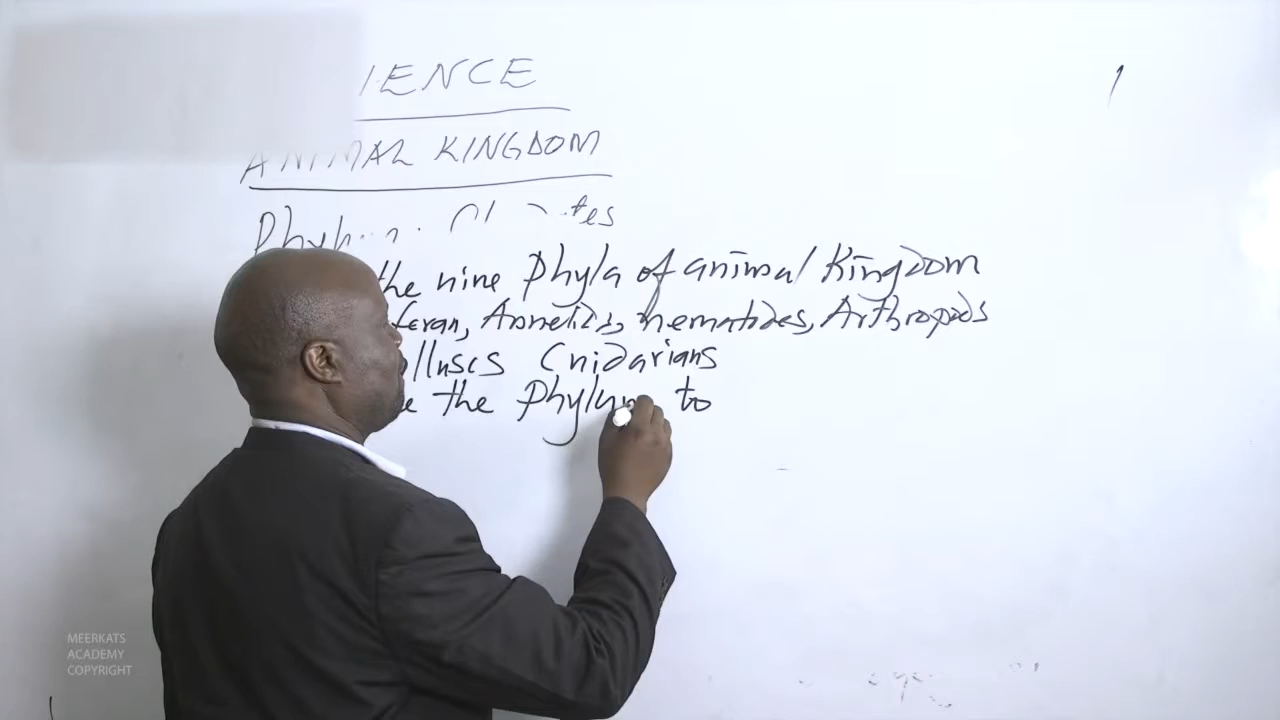 IENCE
ANIMAL KINGDOM
the nine Phyla of animal Kingdom
feran, Annelids, nematodes, Arthropods
olluscs Cnidarians
the Phylum to
MEERKATS
ACADEMY
COPYRIGHT